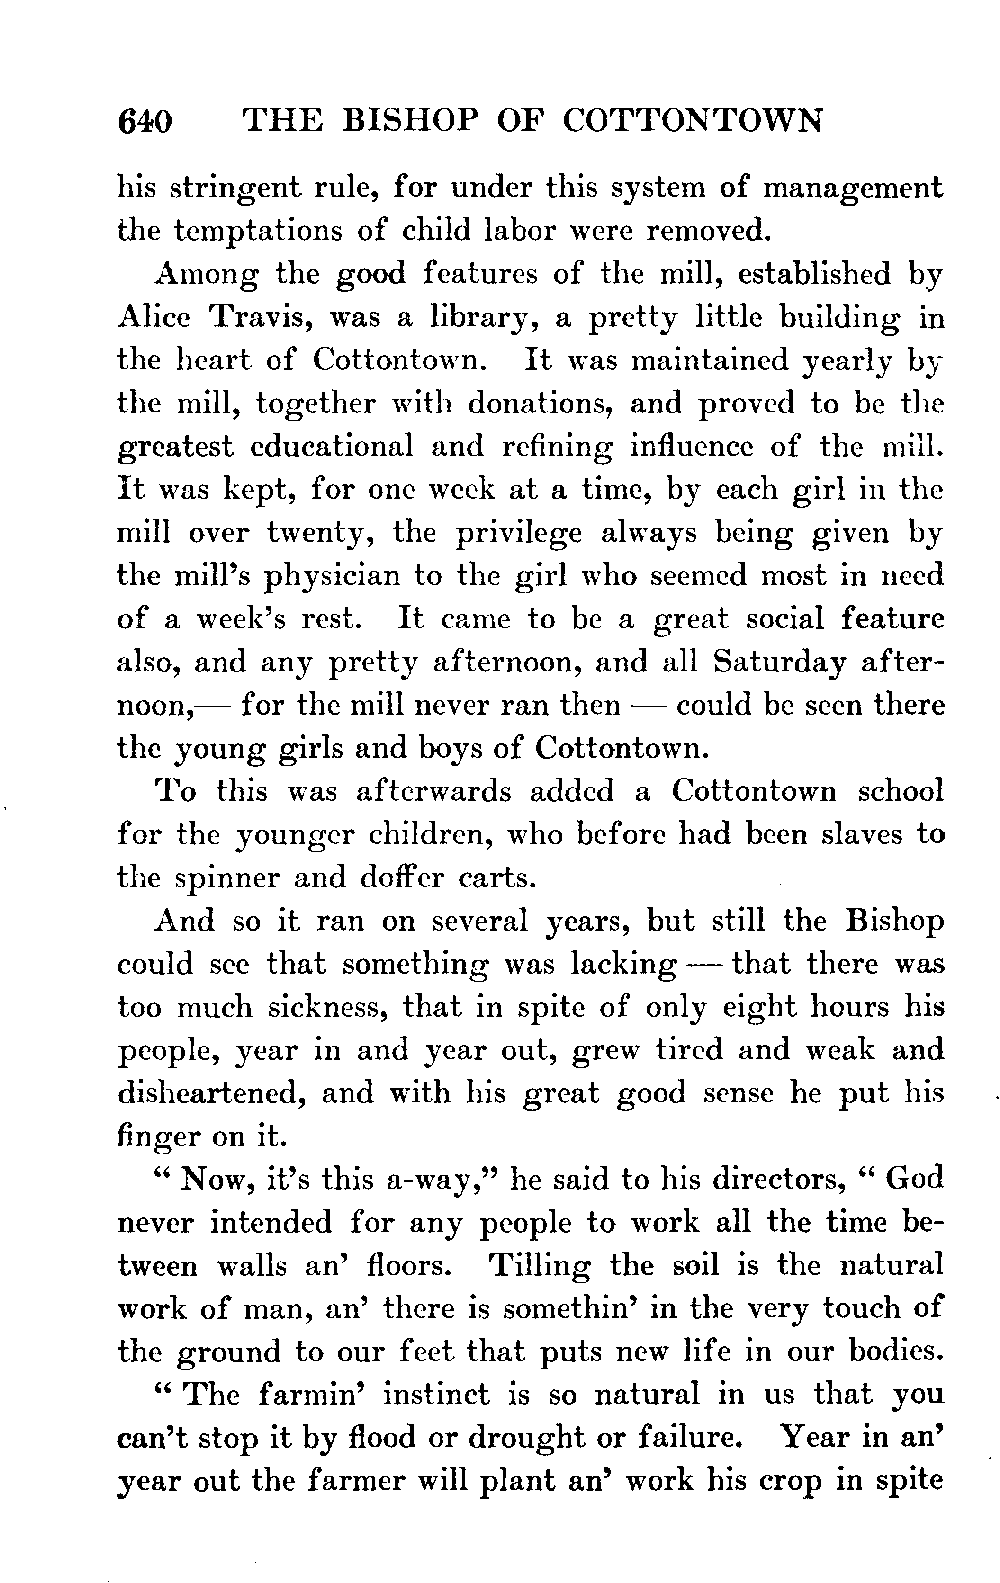 640 THE BISHOP OF COTTONTOWN
his stringent rule, for under this system of management
the temptations of child labor were removed.
Among the good features of the mill, established by
Alice Travis, was a library, a pretty little building in
the heart of Cottontown. It was maintained yearly by
the mill, together with donations, and proved to be the
greatest educational and refining influence of the mill.
It was kept, for one week at a time, by each girl in the
mill over twenty, the privilege always being given by
the mill's physician to the girl who seemed most in need
of a week's rest. It came to be a great social feature
also, and any pretty afternoon, and all Saturday after-
noon,— for the mill never ran then — could be seen there
the young girls and boys of Cottontown.
To this was afterwards added a Cottontown school
for the younger children, who before had been slaves to
the spinner and doffer carts.
And so it ran on several years, but still the Bishop
could see that something was lacking — that there was
too much sickness, that in spite of only eight hours his
people, year in and year out, grew tired and weak and
disheartened, and with his great good sense he put his
finger on it.
“ Now, it's this a-way,” he said to his directors, “ God
never intended for any people to work all the time be-
tween walls an' floors. Tilling the soil is the natural
work of man, an' there is somethin' in the very touch of
the ground to our feet that puts new life in our bodies.
“ The farmin' instinct is so natural in us that you
can't stop it by flood or drought or failure. Year in an'
year out the farmer will plant an' work his crop in spite